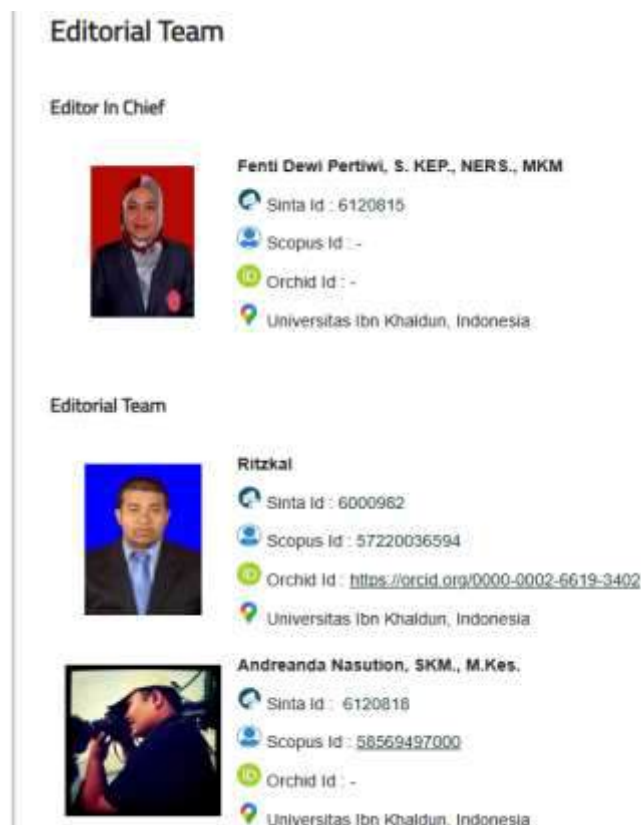 Editorial Team
Editor In Chief
Fenti Dewi Pertiwi, S. KEP., NERS., MKM
Sinta Id : 6120815
Scopus Id : -
Orchid Id : -
Universitas Ibn Khaldun, Indonesia
Editorial Team
Ritzkal
Sinta Id : 6000982
Scopus Id : 57220036594
Orchid Id : https://orcid.org/0000-0002-6619-3402
Universitas Ibn Khaldun, Indonesia
Andreanda Nasution, SKM., M.Kes.
Sinta Id : 6120818
Scopus Id : 58569497000
Orchid Id : -
Universitas Ibn Khaldun, Indonesia